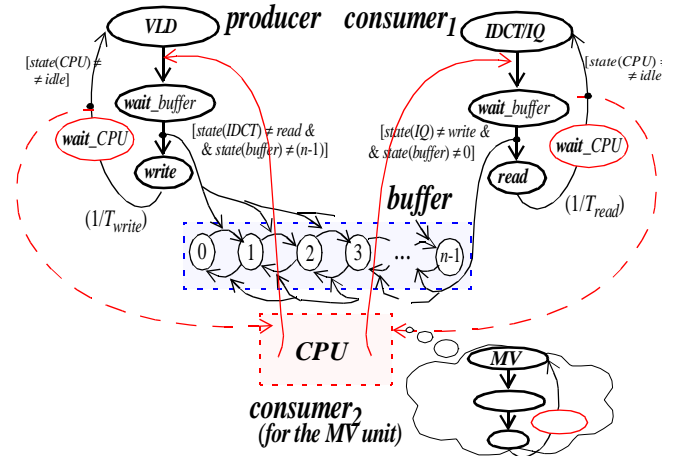 producer
consumer1
VLD
IDCT/IQ
[state(CPU) ≠
≠ idle]
[state(CPU) ≠
≠ idle
wait_buffer
wait_buffer
wait_CPU
wait_CPU
[state(IDCT) ≠ read &
& state(buffer) ≠ (n-1)]
[state(IQ) ≠ write &
& state(buffer) ≠ 0]
write
read
(1/Twrite)
(1/Tread)
buffer
0 1 2 3 ... n-1
CPU
MV
consumer2
(for the MV unit)